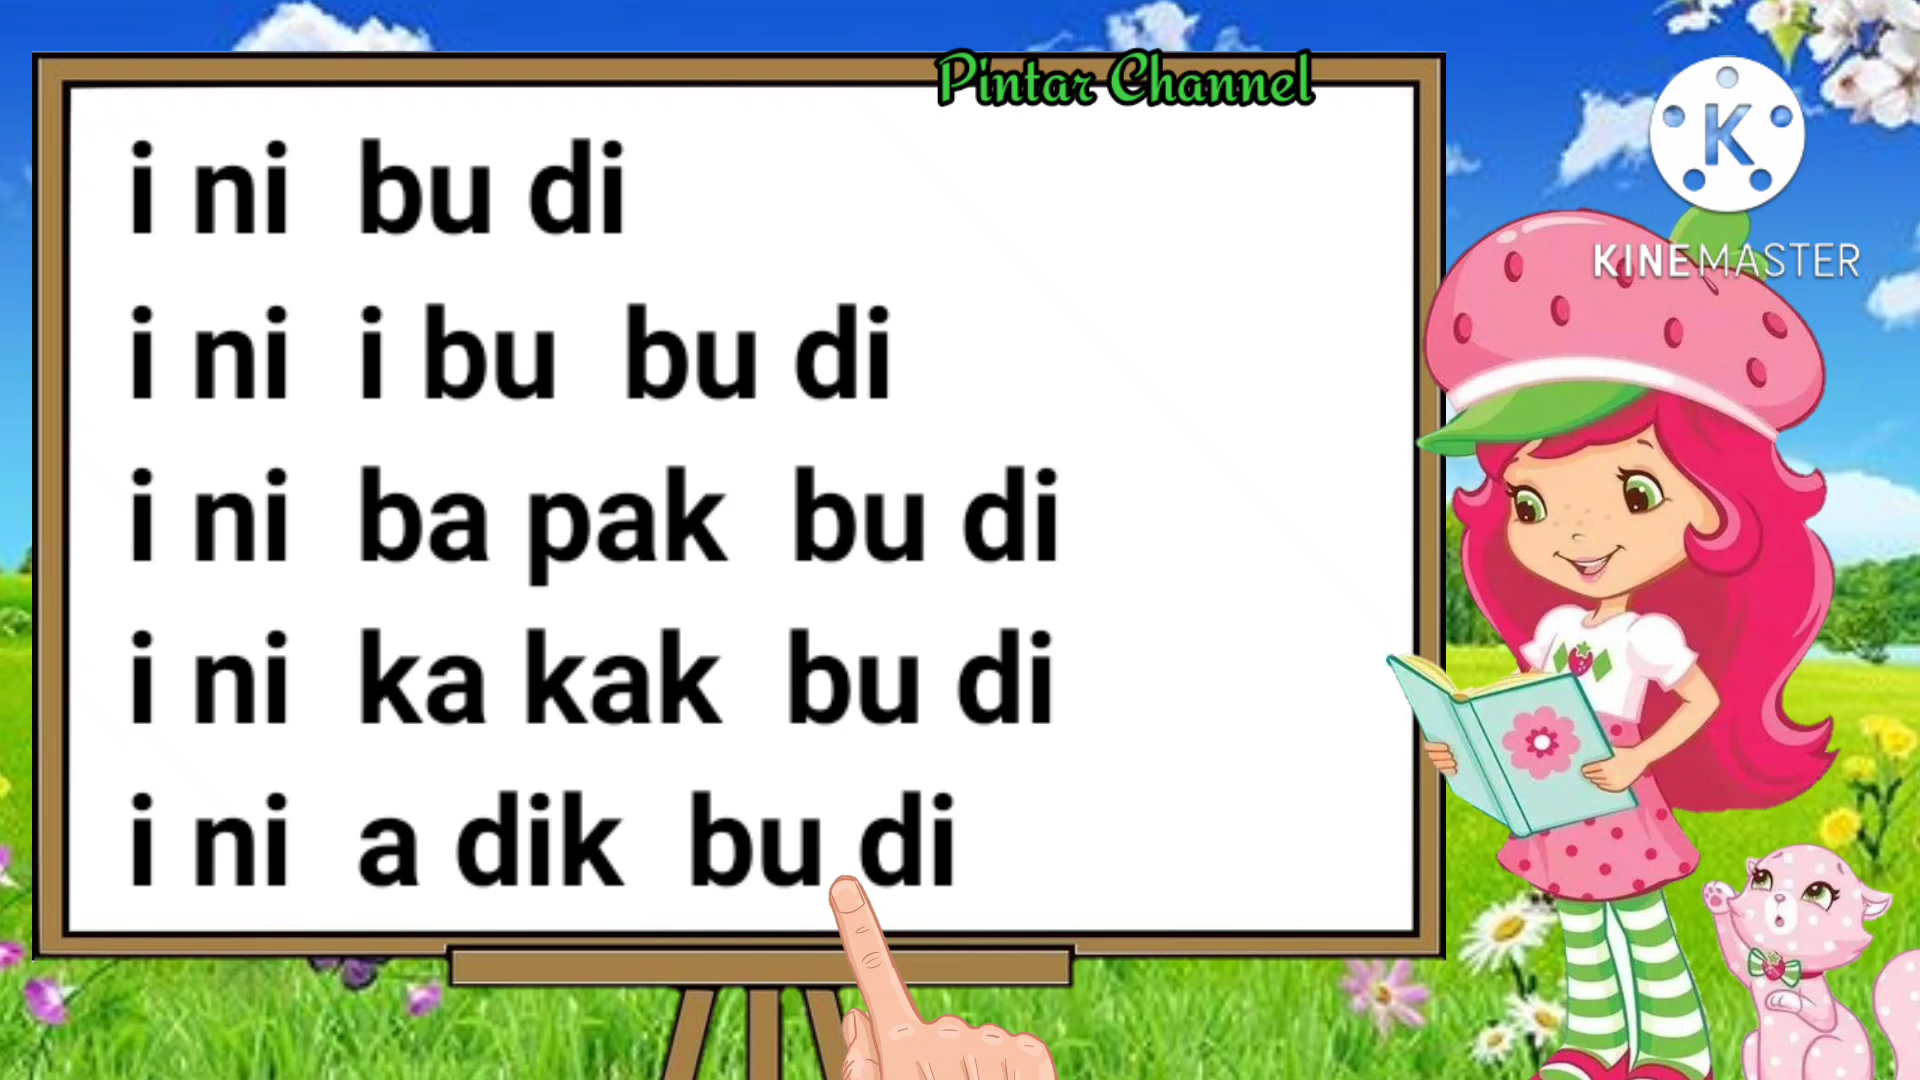 Pintar Channel
KINEMASTER
i ni bu di
i ni i bu bu di
i ni ba pak bu di
i ni ka kak bu di
i ni a dik bu di